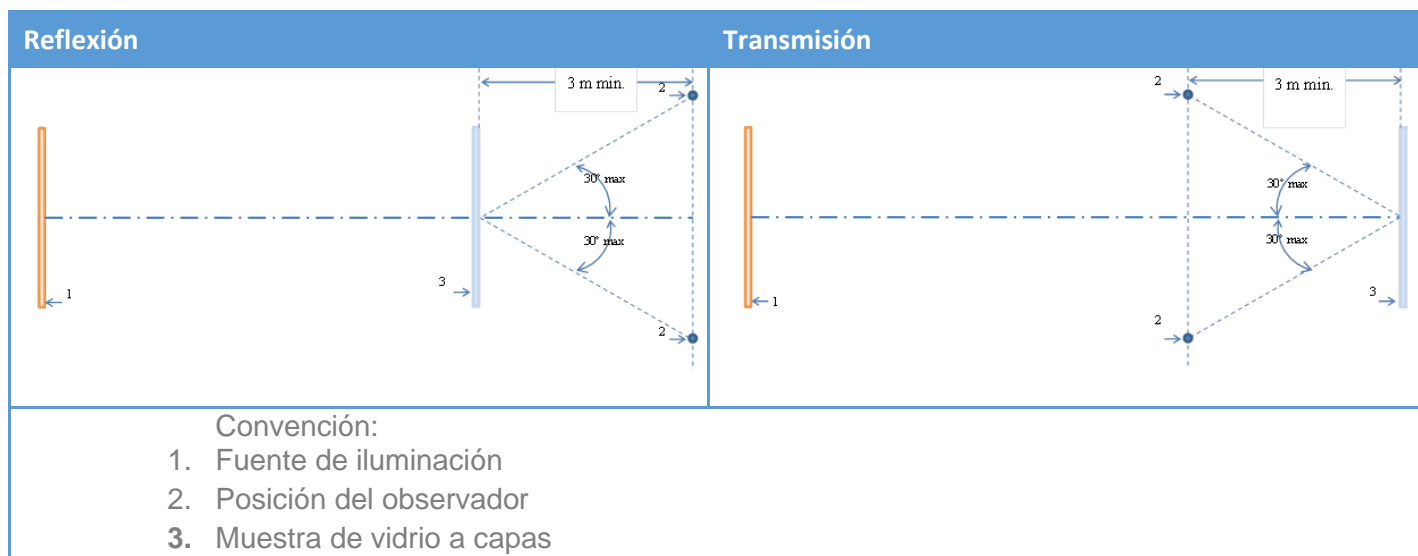 Reflexión
Transmisión
3 m min.
2
30° max
30° max
3
1
2
2
3 m min.
30° max
30° max
1
3
2
Convención:
1. Fuente de iluminación
2. Posición del observador
3. Muestra de vidrio a capas